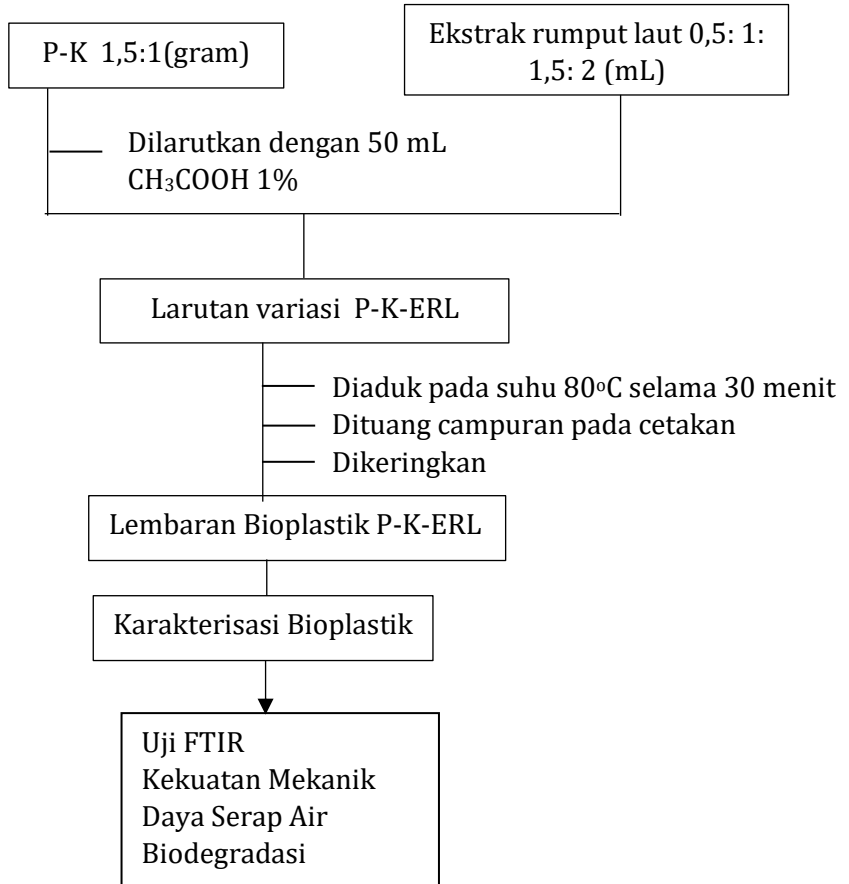 P-K 1,5:1(gram)
Ekstrak rumput laut 0,5: 1:
1,5: 2 (mL)
Dilarutkan dengan 50 mL
CH₃COOH 1%
Larutan variasi P-K-ERL
Diaduk pada suhu 80ᵒC selama 30 menit
Dituang campuran pada cetakan
Dikeringkan
Lembaran Bioplastik P-K-ERL
Karakterisasi Bioplastik
Uji FTIR
Kekuatan Mekanik
Daya Serap Air
Biodegradasi